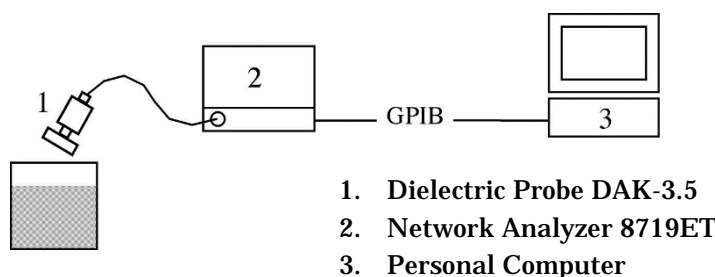 1
2
GPIB
3
1. Dielectric Probe DAK-3.5
2. Network Analyzer 8719ET
3. Personal Computer